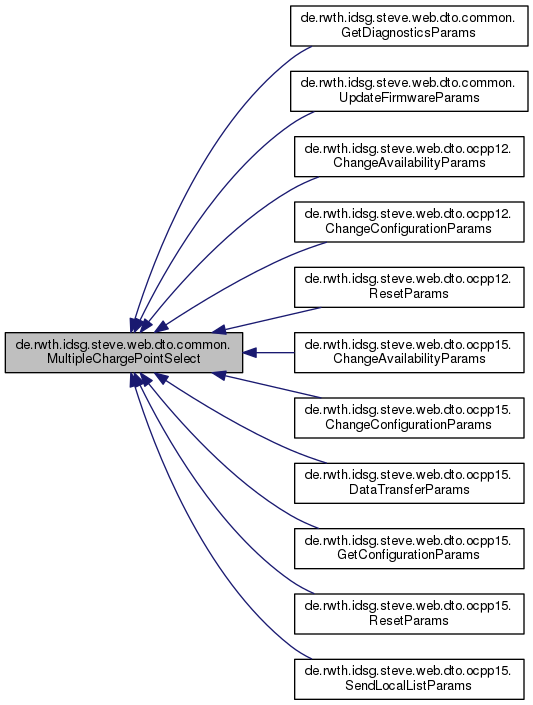 de.rwth.idsg.steve.web.dto.common.
GetDiagnosticsParams
de.rwth.idsg.steve.web.dto.common.
UpdateFirmwareParams
de.rwth.idsg.steve.web.dto.ocpp12.
ChangeAvailabilityParams
de.rwth.idsg.steve.web.dto.ocpp12.
ChangeConfigurationParams
de.rwth.idsg.steve.web.dto.ocpp12.
ResetParams
de.rwth.idsg.steve.web.dto.common.
MultipleChargePointSelect
de.rwth.idsg.steve.web.dto.ocpp15.
ChangeAvailabilityParams
de.rwth.idsg.steve.web.dto.ocpp15.
ChangeConfigurationParams
de.rwth.idsg.steve.web.dto.ocpp15.
DataTransferParams
de.rwth.idsg.steve.web.dto.ocpp15.
GetConfigurationParams
de.rwth.idsg.steve.web.dto.ocpp15.
ResetParams
de.rwth.idsg.steve.web.dto.ocpp15.
SendLocalListParams